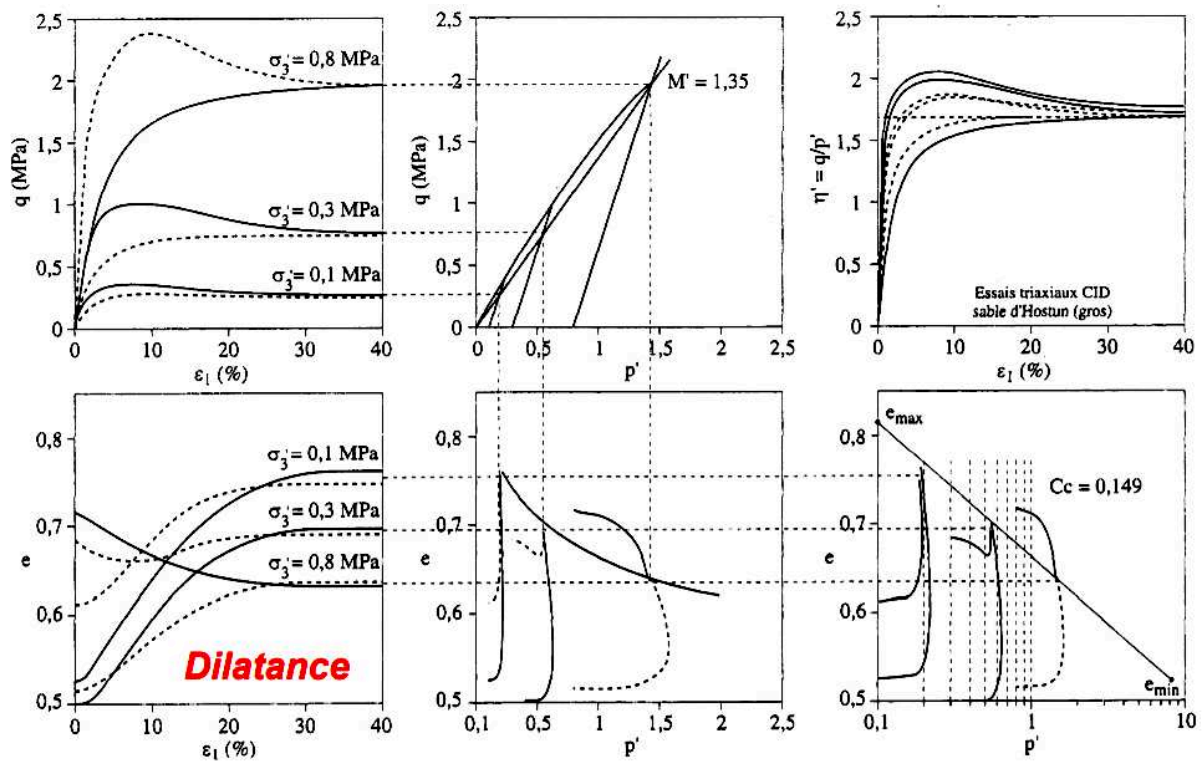 2,5
2
1,5
1
0,5
0
q (MPa)
σ₃'= 0,8 MPa
σ₃'= 0,3 MPa
σ₃'= 0,1 MPa
0 10 20 30 40
ε₁ (%)
2,5
2
1,5
1
0,5
0
q (MPa)
M' = 1,35
0 0,5 1 1,5 2 2,5
p'
2,5
2
1,5
1
0,5
0
η' = q/p'
Essais triaxiaux CID
sable d'Hostun (gros)
0 10 20 30 40
ε₁ (%)
0,8
0,7
0,6
0,5
e
σ₃'= 0,1 MPa
σ₃'= 0,3 MPa
σ₃'= 0,8 MPa
Dilatance
0 10 20 30 40
ε₁ (%)
0,8
0,7
0,6
0,5
e
0,1 0,5 1 1,5 2 2,5
p'
0,8
0,7
0,6
0,5
e
e max
Cc = 0,149
e min
0,1 1 10
p'